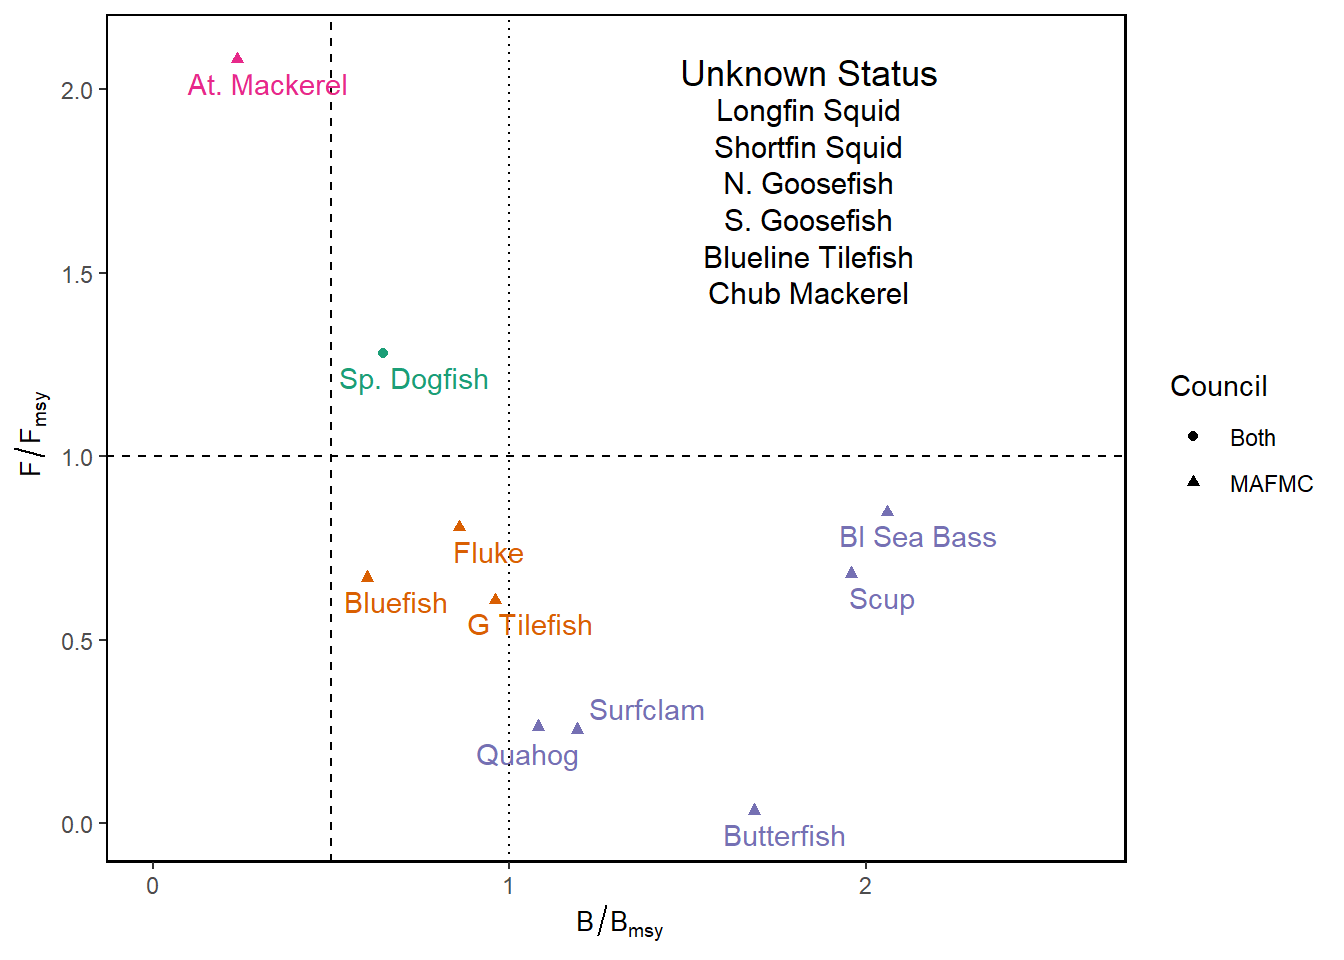 At. Mackerel
Unknown Status
Longfin Squid
Shortfin Squid
N. Goosefish
S. Goosefish
Blueline Tilefish
Chub Mackerel
Sp. Dogfish
Fluke
Bluefish
G Tilefish
Bl Sea Bass
Scup
Surfclam
Quahog
Butterfish
2.0
1.5
1.0
0.5
0.0
0 1 2
F/Fmsy
B/Bmsy
Council
Both
MAFMC